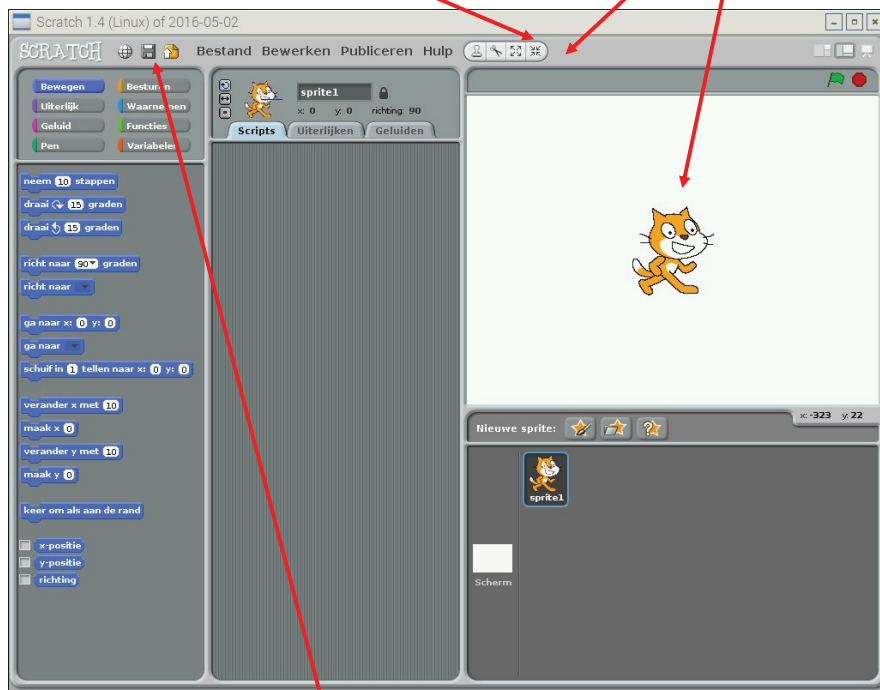 Scratch 1.4 (Linux) of 2016-05-02
SCRATCH Bestand Bewerken Publiceren Hulp
Bewegen Besturen
Uiterlijk Waarnemen
Geluid Functies
Pen Variabelen
sprite1
x: 0 y: 0 richting: 90
Scripts Uiterlijken Geluiden
neem 10 stappen
draai 15 graden
draai 15 graden
richt naar 90 graden
richt naar
ga naar x: 0 y: 0
ga naar
schuif in 1 tellen naar x: 0 y: 0
verander x met 10
maak x 0
verander y met 10
maak y 0
keer om als aan de rand
x-positie
y-positie
richting
x: -323 y: 22
Nieuwe sprite:
sprite1
Scherm